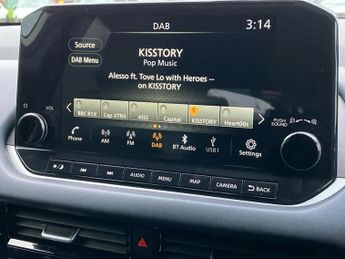 DAB
3:14
Source
DAB Menu
KISSTORY
Pop Music
Alesso ft. Tove Lo with Heroes --
on KISSTORY
VOL
PUSH SOUND
BBC R1X
Cap XTRA
KISS
Capital
KISSTORY
Heart00s
Phone
AM
FM
DAB
BT Audio
USB1
Settings
AUDIO
MENU
MAP
CAMERA
BACK